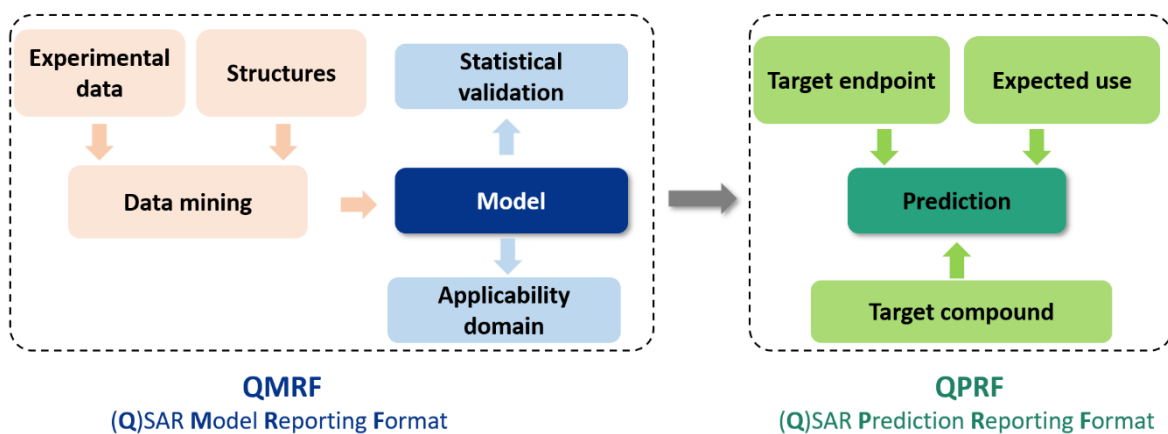 Experimental
data
Structures
Statistical
validation
Data mining
Model
Applicability
domain
QMRF
(Q)SAR Model Reporting Format
Target endpoint
Expected use
Prediction
Target compound
QPRF
(Q)SAR Prediction Reporting Format